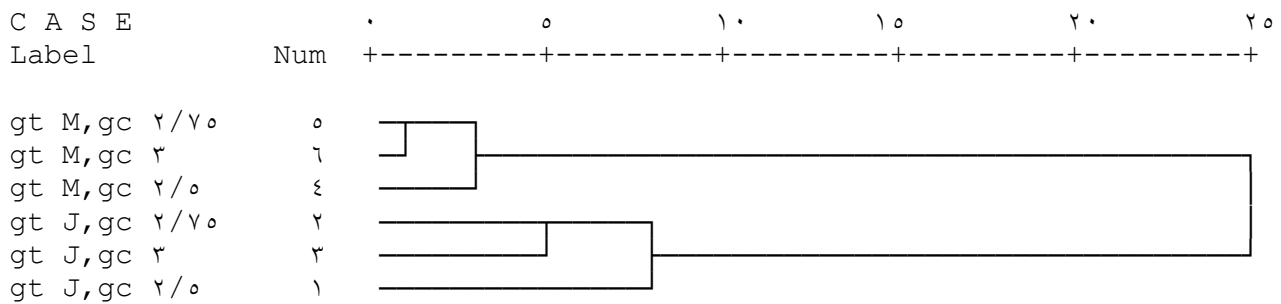 C A S E ٠ ٥ ١٠ ١٥ ٢٠ ٢٥
Label Num +---------+---------+---------+---------+---------+
gt M,gc ٢/٧٥ ٥
gt M,gc ٣ ٦
gt M,gc ٢/٥ ٤
gt J,gc ٢/٧٥ ٢
gt J,gc ٣ ٣
gt J,gc ٢/٥ ١